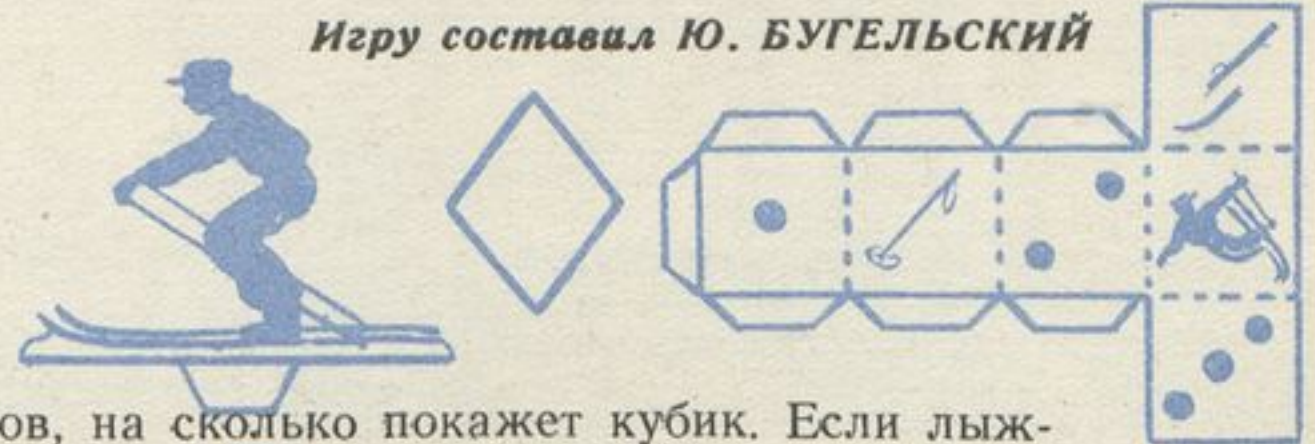 Игру составил Ю. БУГЕЛЬСКИЙ
ов, на сколько покажет кубик. Если лыж-